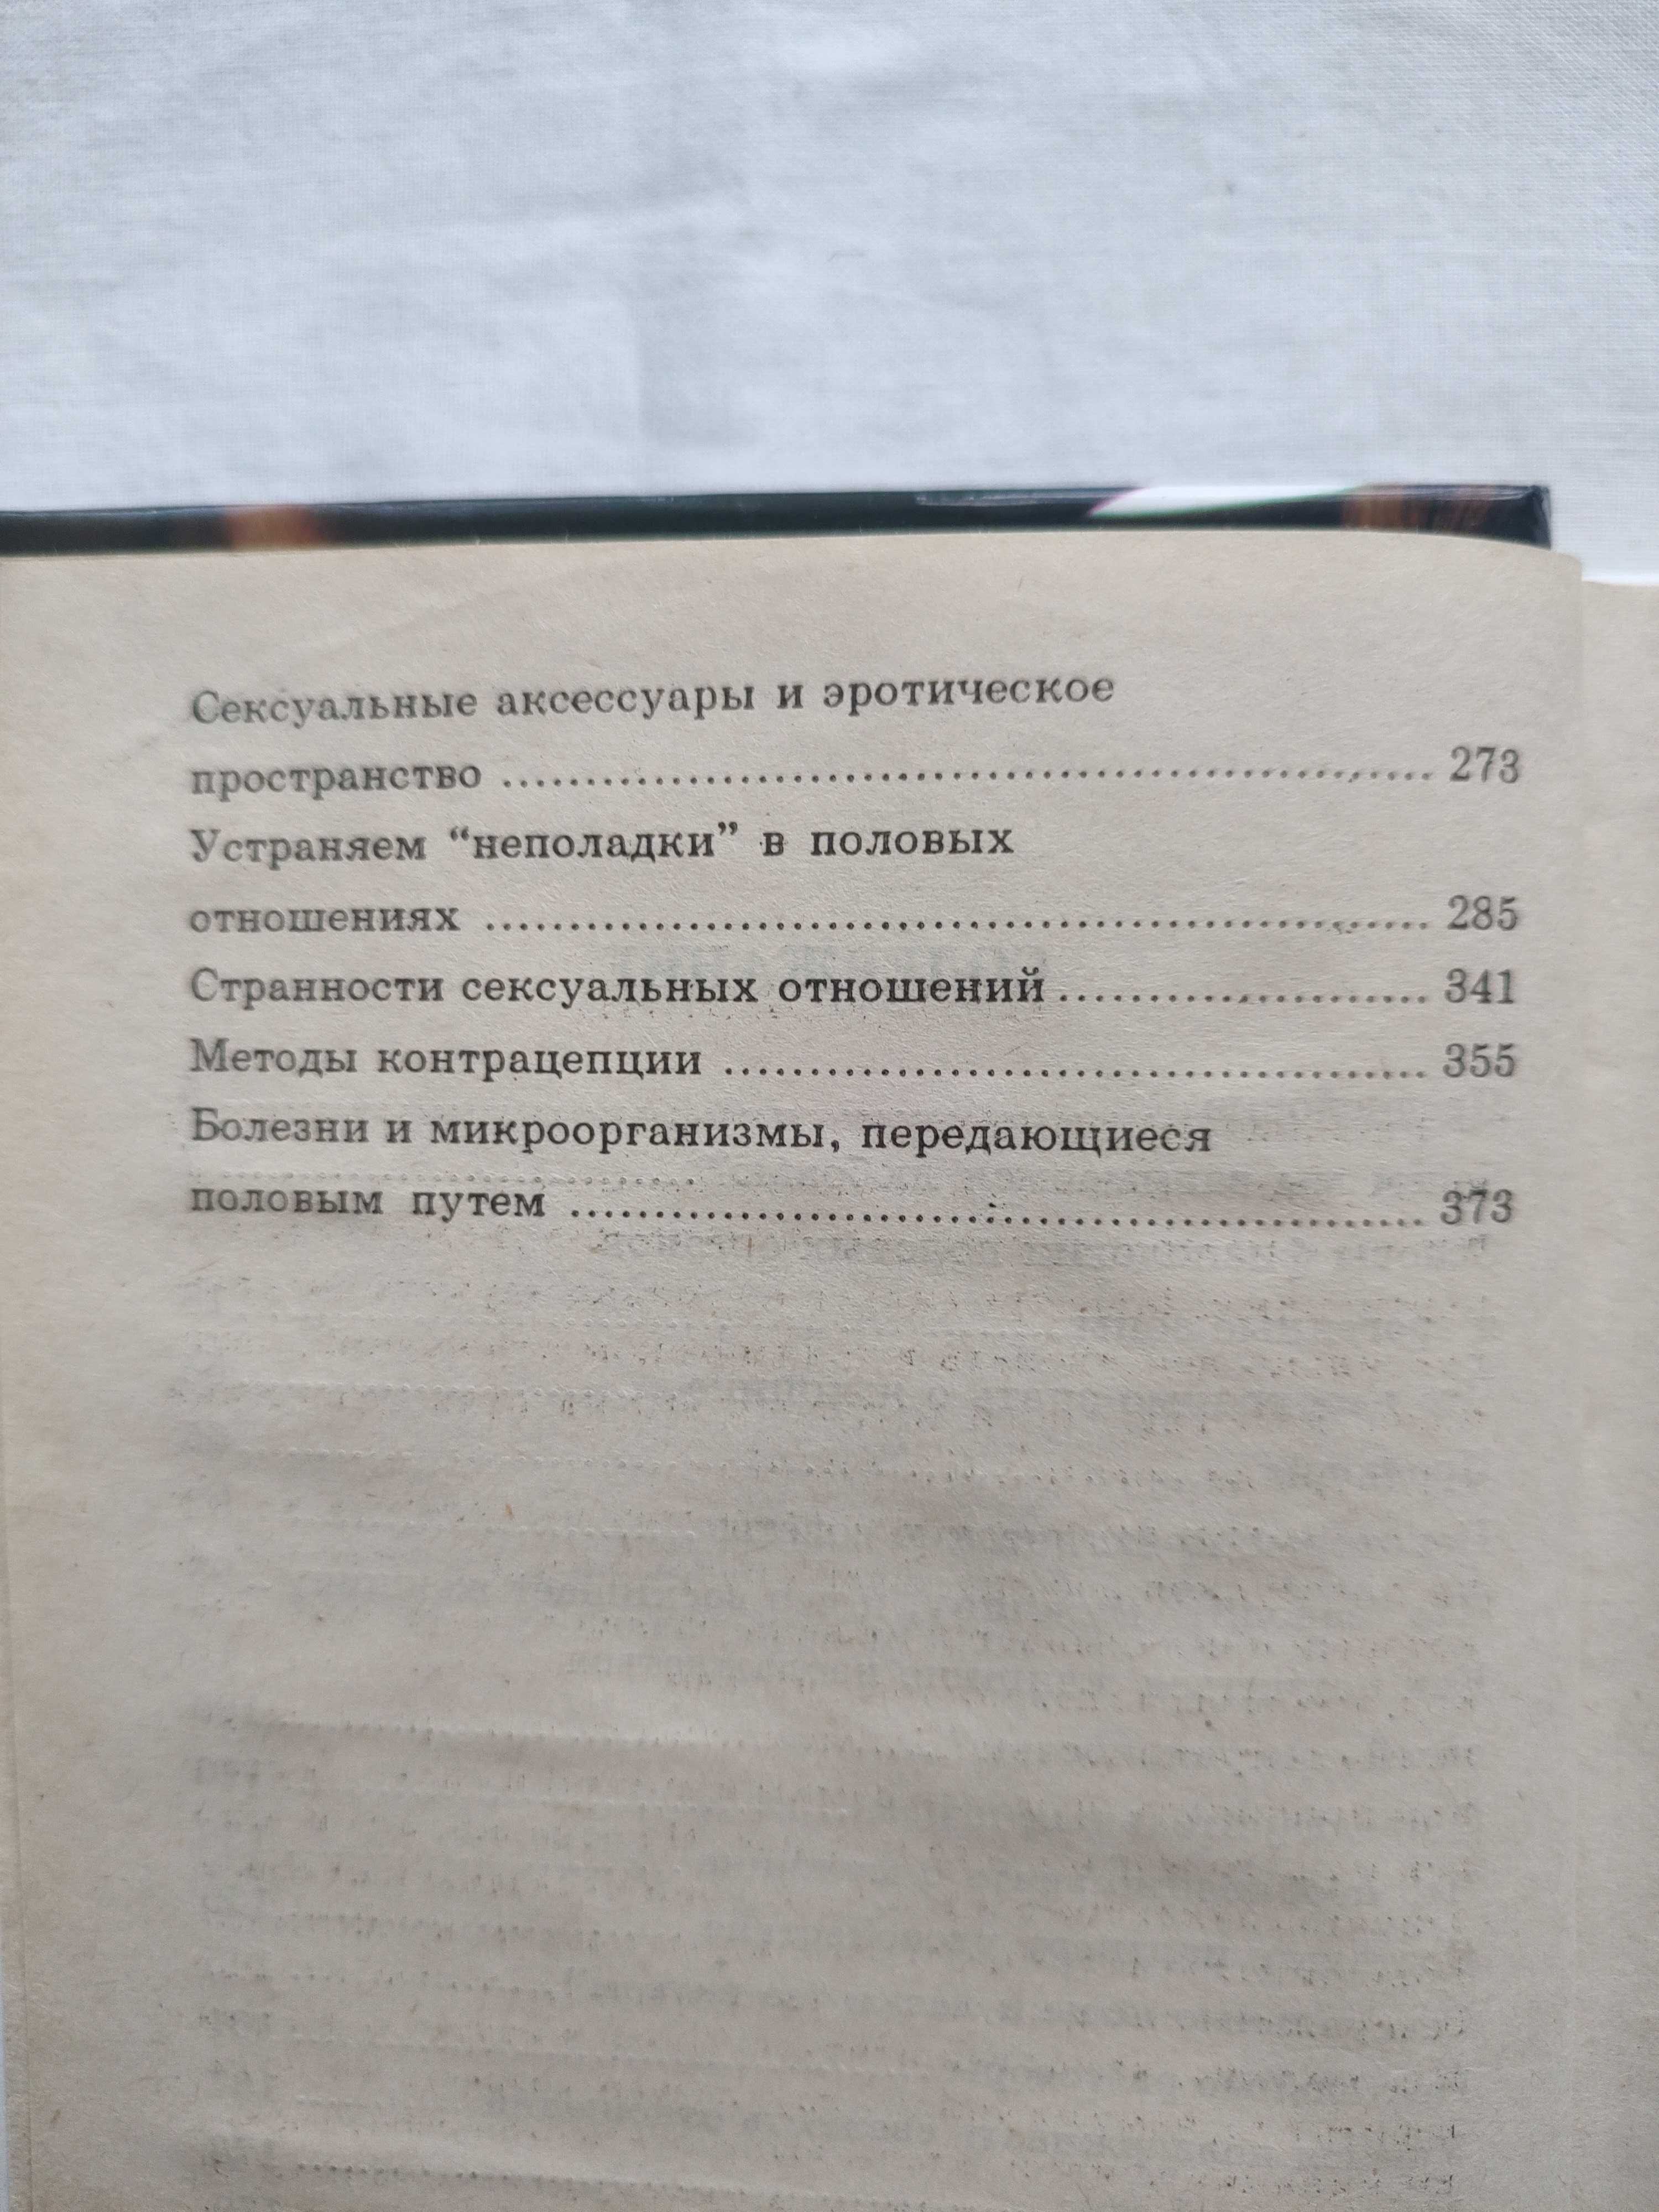 Сексуальные аксессуары и эротическое
пространство ........................................................ 273
Устраняем “неполадки” в половых
отношениях ......................................................... 285
Странности сексуальных отношений ...................... 341
Методы контрацепции .......................................... 355
Болезни и микроорганизмы, передающиеся
половым путем .................................................... 373